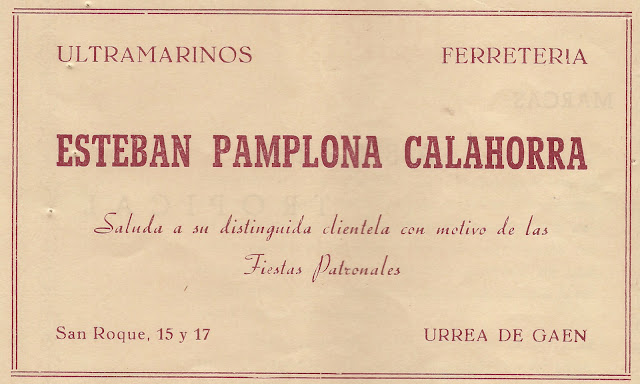 ULTRAMARINOS FERRETERIA
ESTEBAN PAMPLONA CALAHORRA
Saluda a su distinguida clientela con motivo de las
Fiestas Patronales
San Roque, 15 y 17 URREA DE GAEN